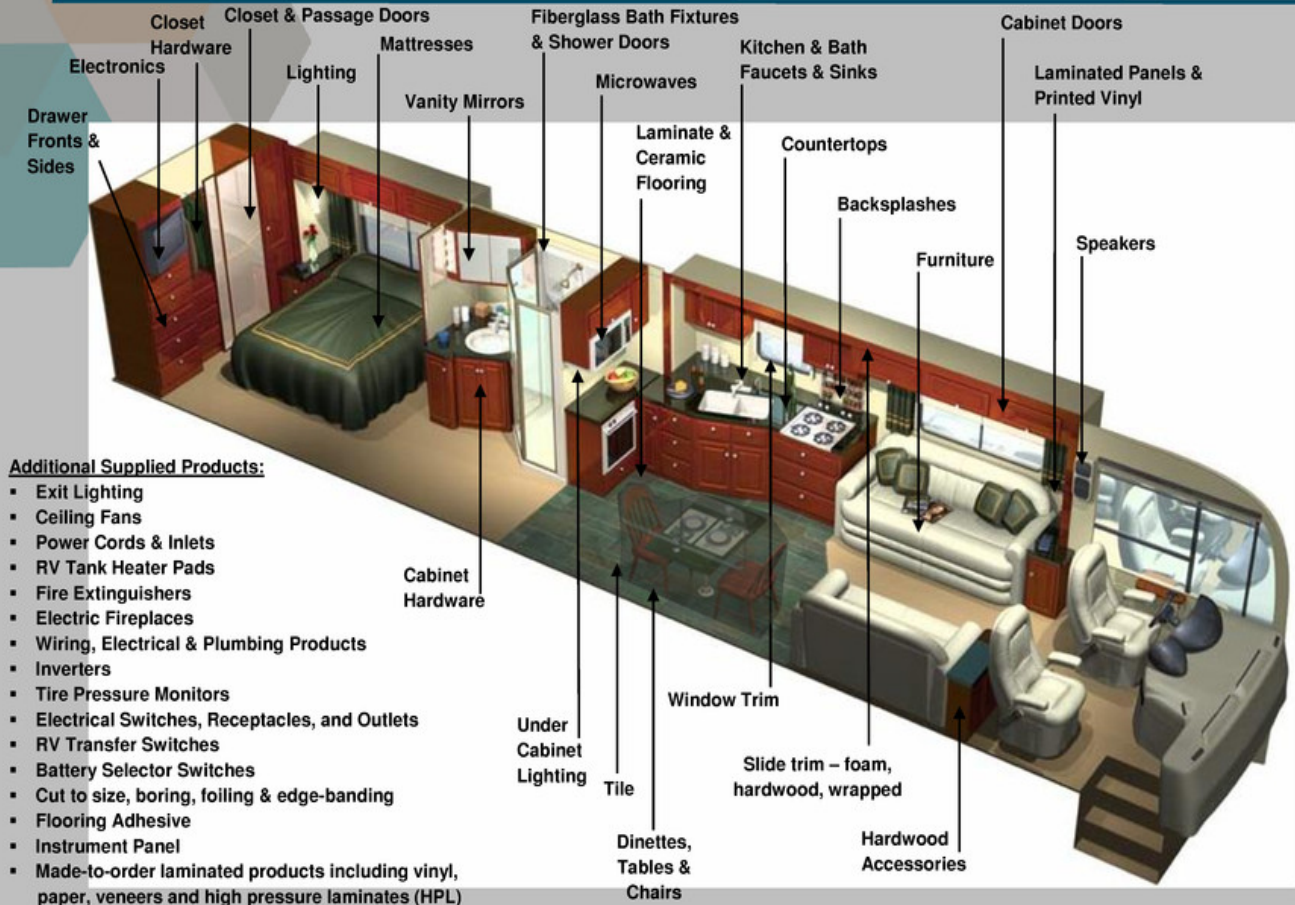 Closet & Passage Doors
Fiberglass Bath Fixtures
& Shower Doors
Cabinet Doors
Closet
Hardware
Mattresses
Kitchen & Bath
Faucets & Sinks
Electronics
Lighting
Microwaves
Laminated Panels &
Printed Vinyl
Vanity Mirrors
Drawer
Fronts &
Sides
Laminate &
Ceramic
Flooring
Countertops
Backsplashes
Speakers
Furniture
Additional Supplied Products:
▪ Exit Lighting
▪ Ceiling Fans
▪ Power Cords & Inlets
▪ RV Tank Heater Pads
▪ Fire Extinguishers
▪ Electric Fireplaces
▪ Wiring, Electrical & Plumbing Products
▪ Inverters
▪ Tire Pressure Monitors
▪ Electrical Switches, Receptacles, and Outlets
▪ RV Transfer Switches
▪ Battery Selector Switches
▪ Cut to size, boring, foiling & edge-banding
▪ Flooring Adhesive
▪ Instrument Panel
▪ Made-to-order laminated products including vinyl,
paper, veneers and high pressure laminates (HPL)
Cabinet
Hardware
Under
Cabinet
Lighting
Tile
Window Trim
Slide trim – foam,
hardwood, wrapped
Dinettes,
Tables &
Chairs
Hardwood
Accessories